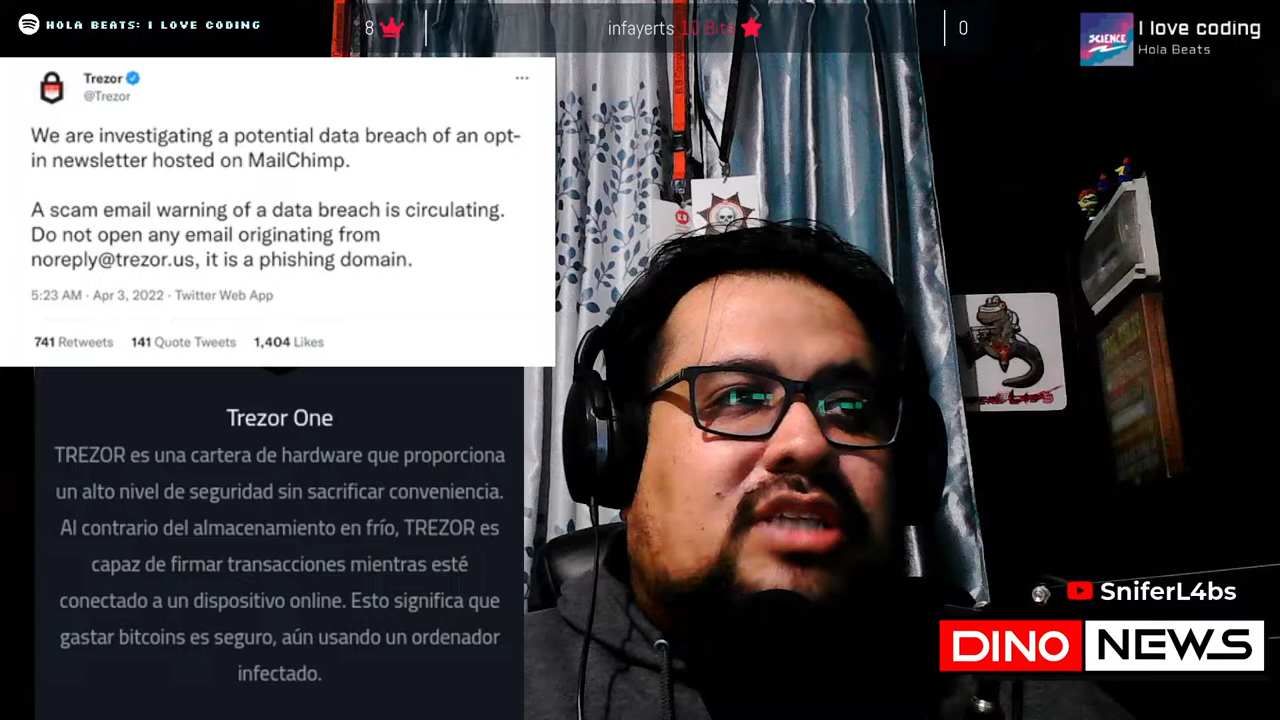 HOLA BEATS: I LOVE CODING
8
infayerts 10 Bits
0
SCIENCE
I love coding
Hola Beats
Trezor
@Trezor
We are investigating a potential data breach of an opt-
in newsletter hosted on MailChimp.
A scam email warning of a data breach is circulating.
Do not open any email originating from
noreply@trezor.us, it is a phishing domain.
5:23 AM · Apr 3, 2022 · Twitter Web App
741 Retweets 141 Quote Tweets 1,404 Likes
Trezor One
TREZOR es una cartera de hardware que proporciona
un alto nivel de seguridad sin sacrificar conveniencia.
Al contrario del almacenamiento en frío, TREZOR es
capaz de firmar transacciones mientras esté
conectado a un dispositivo online. Esto significa que
gastar bitcoins es seguro, aún usando un ordenador
infectado.
SniferL4bs
DINO NEWS